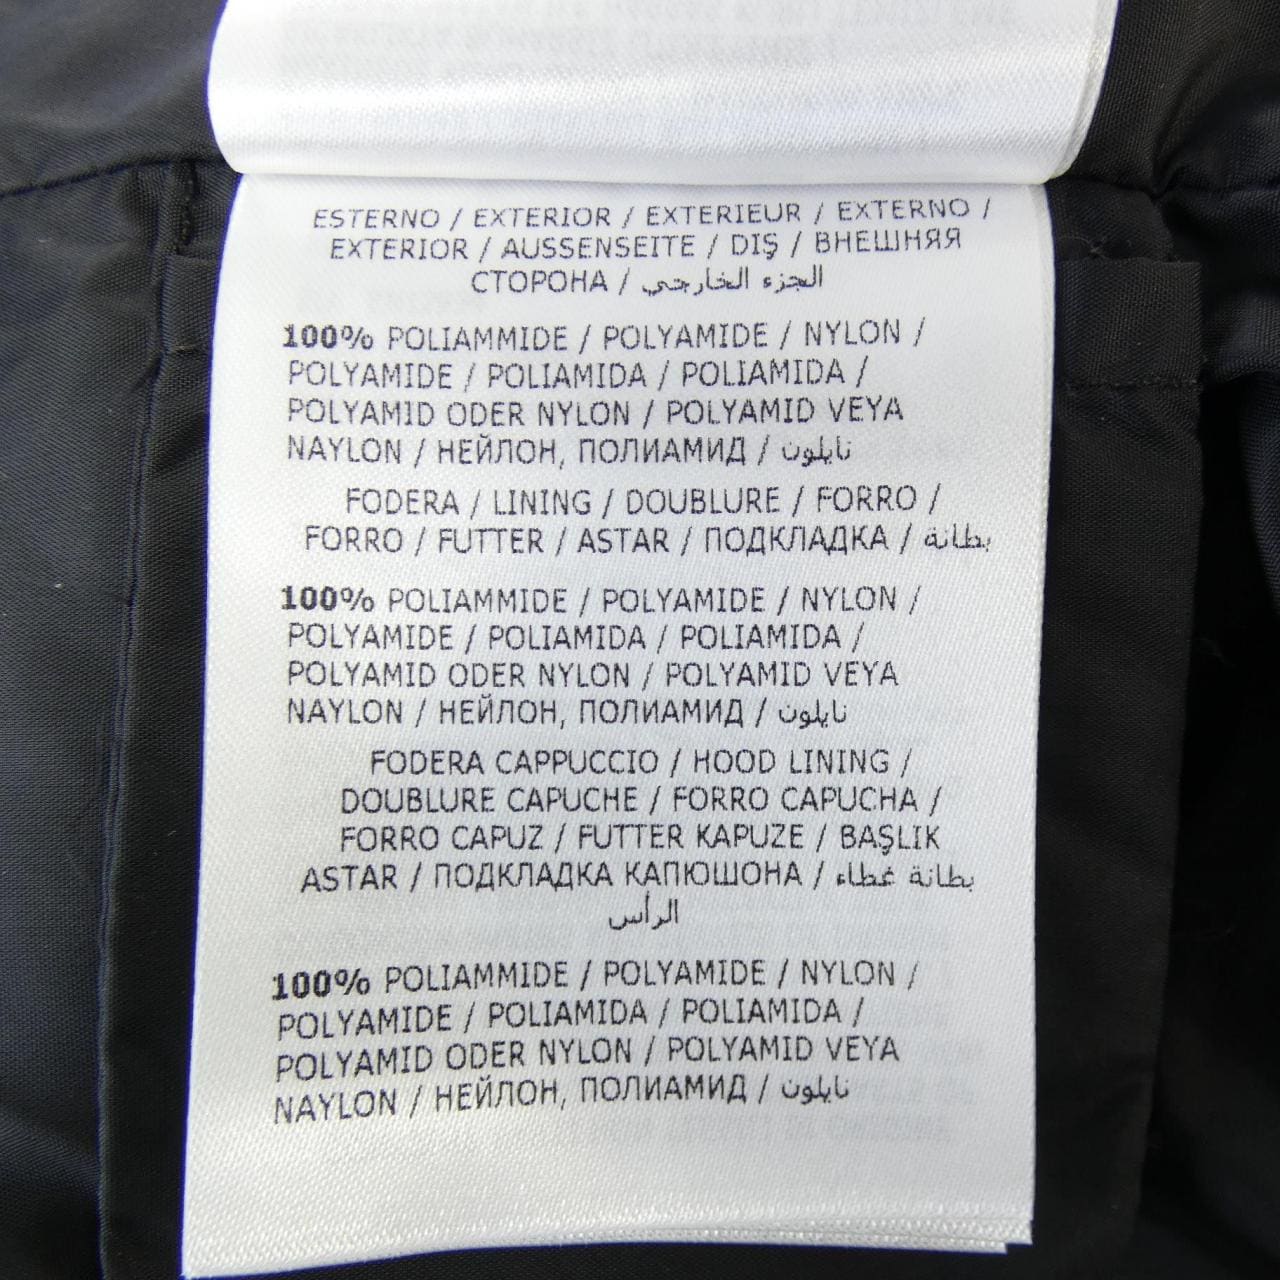 ESTERNO / EXTERIOR / EXTERIEUR / EXTERNO /
EXTERIOR / AUSSENSEITE / DIŞ / ВНЕШНЯЯ
СТОРОНА / الجزء الخارجي
100% POLIAMMIDE / POLYAMIDE / NYLON /
POLYAMIDE / POLIAMIDA / POLIAMIDA /
POLYAMID ODER NYLON / POLYAMID VEYA
NAYLON / НЕЙЛОН, ПОЛИАМИД / نايلون
FODERA / LINING / DOUBLURE / FORRO /
FORRO / FUTTER / ASTAR / ПОДКЛАДКА / بطانة
100% POLIAMMIDE / POLYAMIDE / NYLON /
POLYAMIDE / POLIAMIDA / POLIAMIDA /
POLYAMID ODER NYLON / POLYAMID VEYA
NAYLON / НЕЙЛОН, ПОЛИАМИД / نايلون
FODERA CAPPUCCIO / HOOD LINING /
DOUBLURE CAPUCHE / FORRO CAPUCHA /
FORRO CAPUZ / FUTTER KAPUZE / BAŞLIK
ASTAR / ПОДКЛАДКА КАПЮШОНА / بطانة غطاء
الرأس
100% POLIAMMIDE / POLYAMIDE / NYLON /
POLYAMIDE / POLIAMIDA / POLIAMIDA /
POLYAMID ODER NYLON / POLYAMID VEYA
NAYLON / НЕЙЛОН, ПОЛИАМИД / نايلون